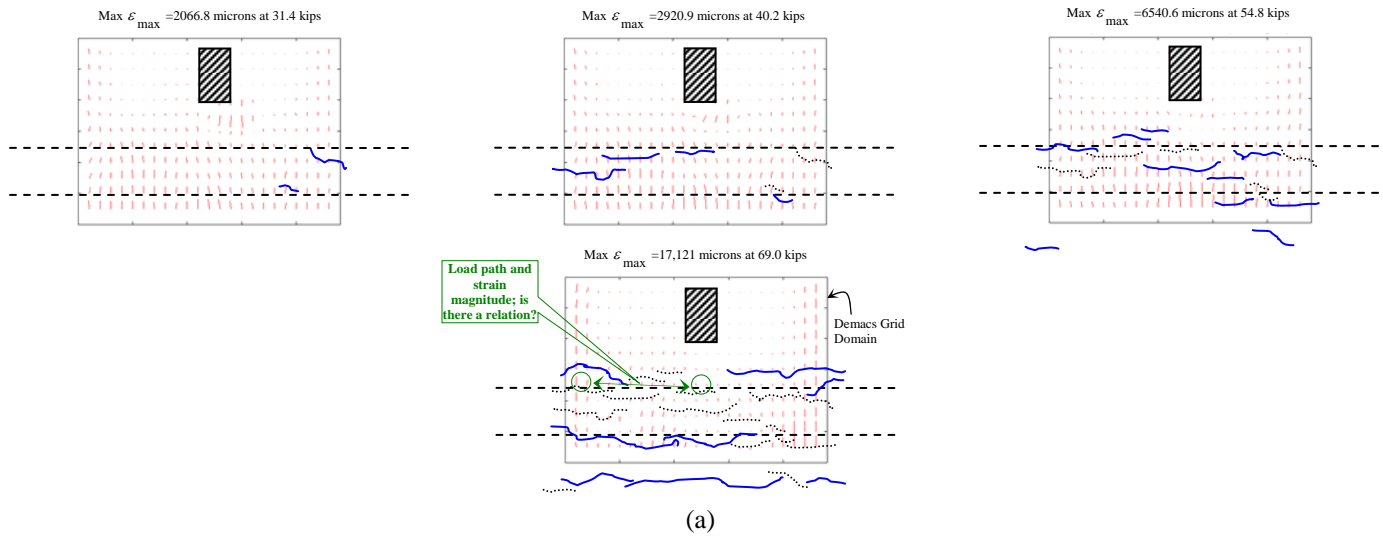 Max ε max =2066.8 microns at 31.4 kips
Max ε max =2920.9 microns at 40.2 kips
Max ε max =6540.6 microns at 54.8 kips
Max ε max =17,121 microns at 69.0 kips
Load path and
strain
magnitude; is
there a relation?
Demacs Grid
Domain
(a)